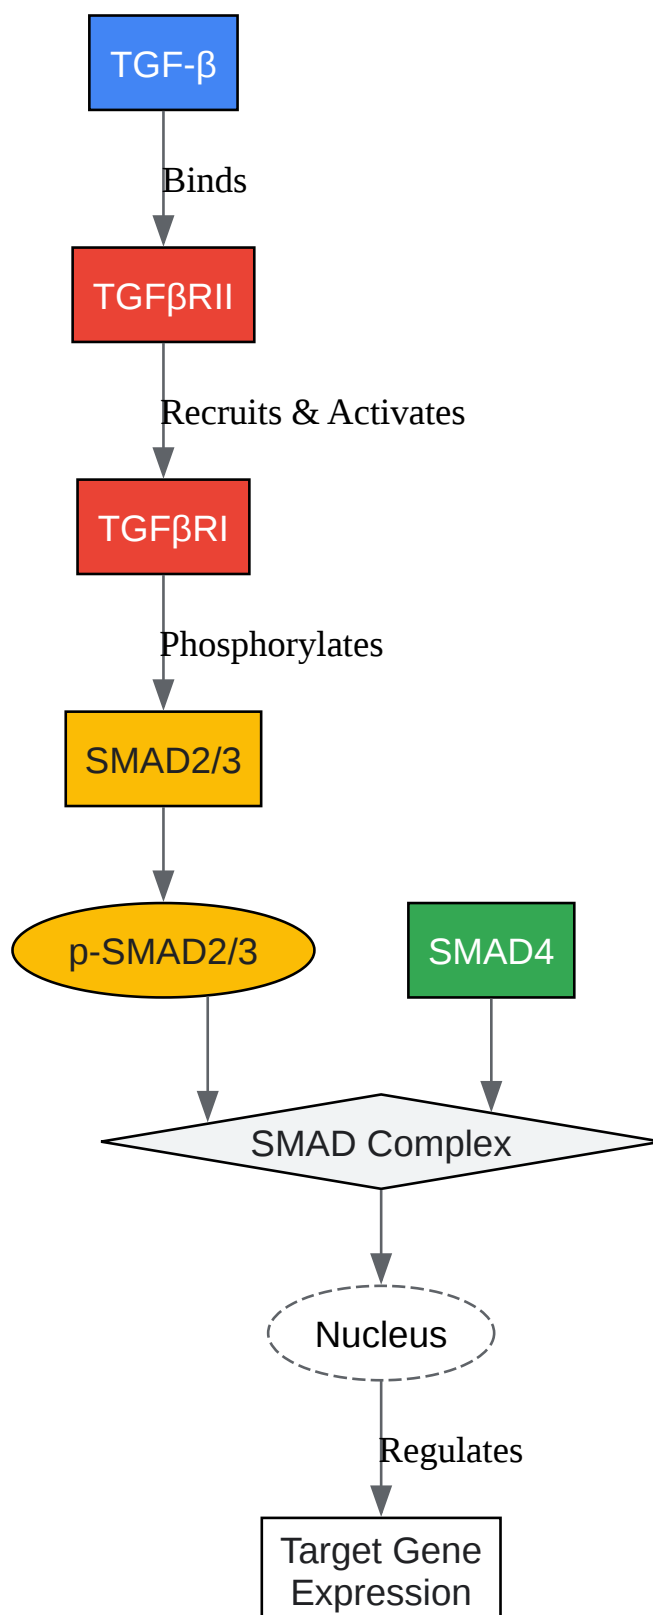 TGF-β
Binds
TGFβRII
Recruits & Activates
TGFβRI
Phosphorylates
SMAD2/3
p-SMAD2/3
SMAD4
SMAD Complex
Nucleus
Regulates
Target Gene
Expression